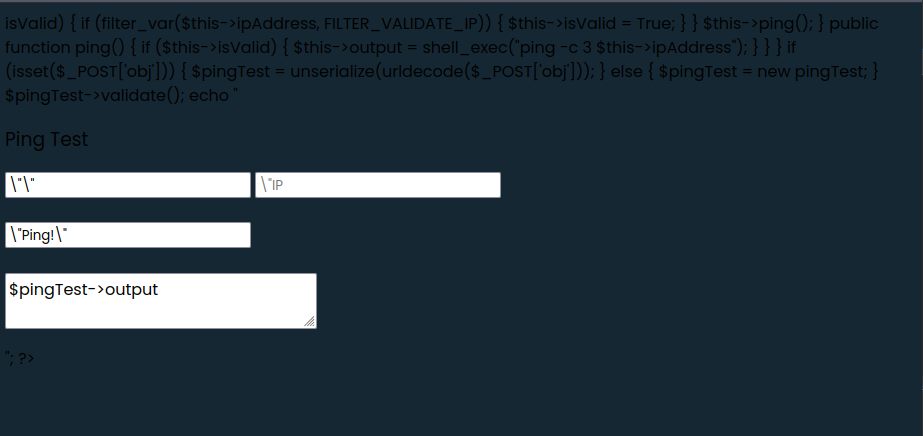 isValid) { if (filter_var($this->ipAddress, FILTER_VALIDATE_IP)) { $this->isValid = True; } } $this->ping(); } public
function ping() { if ($this->isValid) { $this->output = shell_exec("ping -c 3 $this->ipAddress"); } } } if
(isset($_POST['obj'])) { $pingTest = unserialize(urldecode($_POST['obj'])); } else { $pingTest = new pingTest; }
$pingTest->validate(); echo "
Ping Test
\"\" \"IP
\"Ping!\"
$pingTest->output
"; ?>